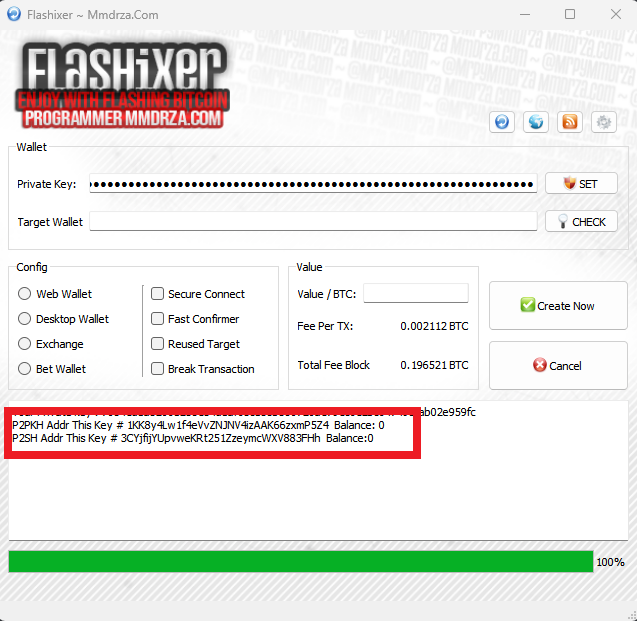 Flashixer ~ Mmdrza.Com
FLASHIXER
ENJOY WITH FLASHING BITCOIN
PROGRAMMER MMDRZA.COM
Wallet
Private Key:
SET
Target Wallet
CHECK
Config
Web Wallet
Secure Connect
Desktop Wallet
Fast Confirmer
Exchange
Reused Target
Bet Wallet
Break Transaction
Value
Value / BTC:
Fee Per TX: 0.002112 BTC
Total Fee Block 0.196521 BTC
Create Now
Cancel
ab02e959fc
P2PKH Addr This Key # 1KK8y4Lw1f4eVvZNJNV4izAAK66zxmP5Z4 Balance: 0
P2SH Addr This Key # 3CYjfijYUpvweKRt251ZzeymcWXV883FHh Balance:0
100%